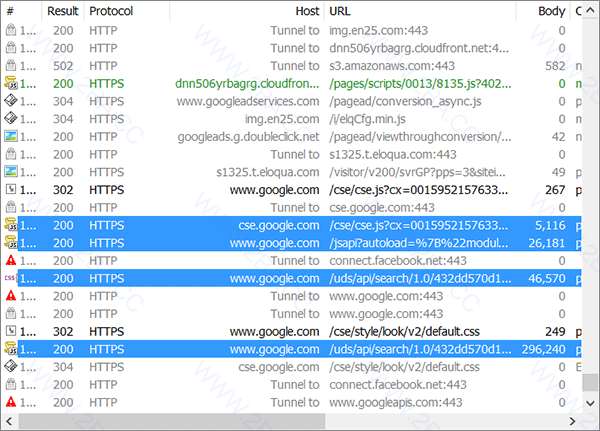 # Result Protocol Host URL Body C
1... 200 HTTP Tunnel to img.en25.com:443 0
1... 200 HTTP Tunnel to dnn506yrbagrg.cloudfront.net:4... 0
1... 502 HTTP Tunnel to s3.amazonaws.com:443 582 n
1... 200 HTTPS dnn506yrbagrg.cloudfron... /pages/scripts/0013/8135.js?402... 0 m
1... 304 HTTPS www.googleadservices.com /pagead/conversion_async.js 0
1... 304 HTTPS img.en25.com /i/elqCfg.min.js 0
1... 200 HTTPS googleads.g.doubleclick.net /pagead/viewthroughconversion/... 42 n
1... 200 HTTP Tunnel to s1325.t.eloqua.com:443 0
1... 200 HTTPS s1325.t.eloqua.com /visitor/v200/svrGP?pps=3&sitei... 49 p
1... 302 HTTPS www.google.com /cse/cse.js?cx=0015952157633... 267 p
1... 200 HTTP Tunnel to cse.google.com:443 0
1... 200 HTTPS cse.google.com /cse/cse.js?cx=0015952157633... 5,116 p
1... 200 HTTPS www.google.com /jsapi?autoload=%7B%22modul... 26,181 p
1... 200 HTTP Tunnel to connect.facebook.net:443 0
1... 200 HTTPS www.google.com /uds/api/search/1.0/432dd570d1... 46,570 p
1... 200 HTTP Tunnel to www.google.com:443 0
1... 200 HTTP Tunnel to www.google.com:443 0
1... 302 HTTPS www.google.com /cse/style/look/v2/default.css 249 p
1... 200 HTTPS www.google.com /uds/api/search/1.0/432dd570d1... 296,240 p
1... 304 HTTPS cse.google.com /cse/style/look/v2/default.css 0 E
1... 200 HTTP Tunnel to connect.facebook.net:443 0
1... 200 HTTP Tunnel to www.googleapis.com:443 0